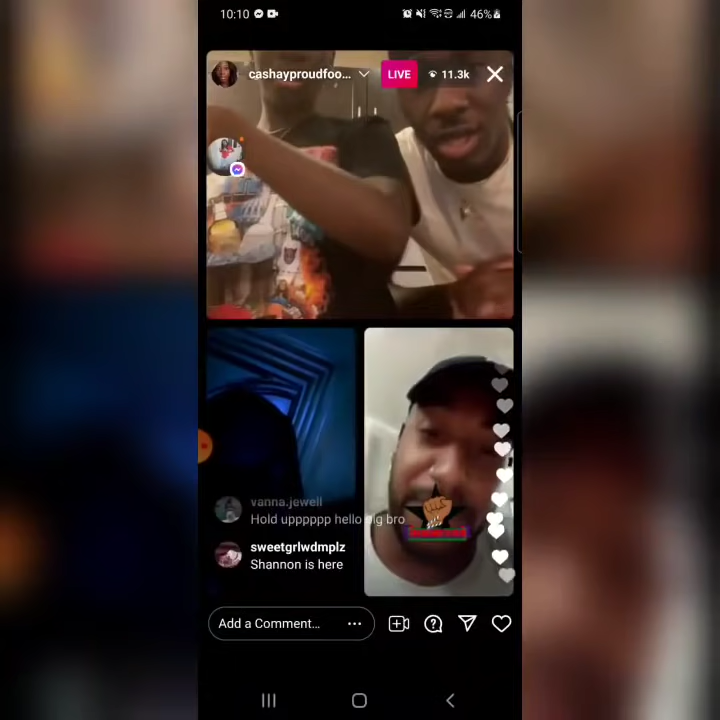 10:10
46%
cashayproudfoo...
LIVE
11.3k
vanna.jewell
Hold upppppp hello big bro
sweetgrlwdmplz
Shannon is here
Add a Comment...